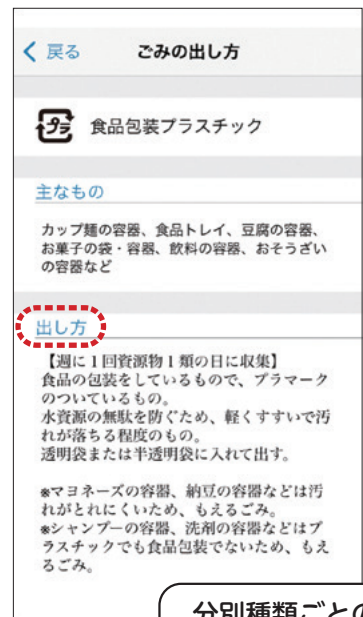 戻る ごみの出し方
プラ 食品包装プラスチック
主なもの
カップ麺の容器、食品トレイ、豆腐の容器、
お菓子の袋・容器、飲料の容器、おそうざい
の容器など
出し方
【週に1回資源物1類の日に収集】
食品の包装をしているもので、プラマーク
のついているもの。
水資源の無駄を防ぐため、軽くすすいで汚
れが落ちる程度のもの。
透明袋または半透明袋に入れて出す。
※マヨネーズの容器、納豆の容器などは汚
れがとれにくいため、もえるごみ。
※シャンプーの容器、洗剤の容器などはプ
ラスチックでも食品包装でないため、もえ
るごみ。
分別種類ごとの